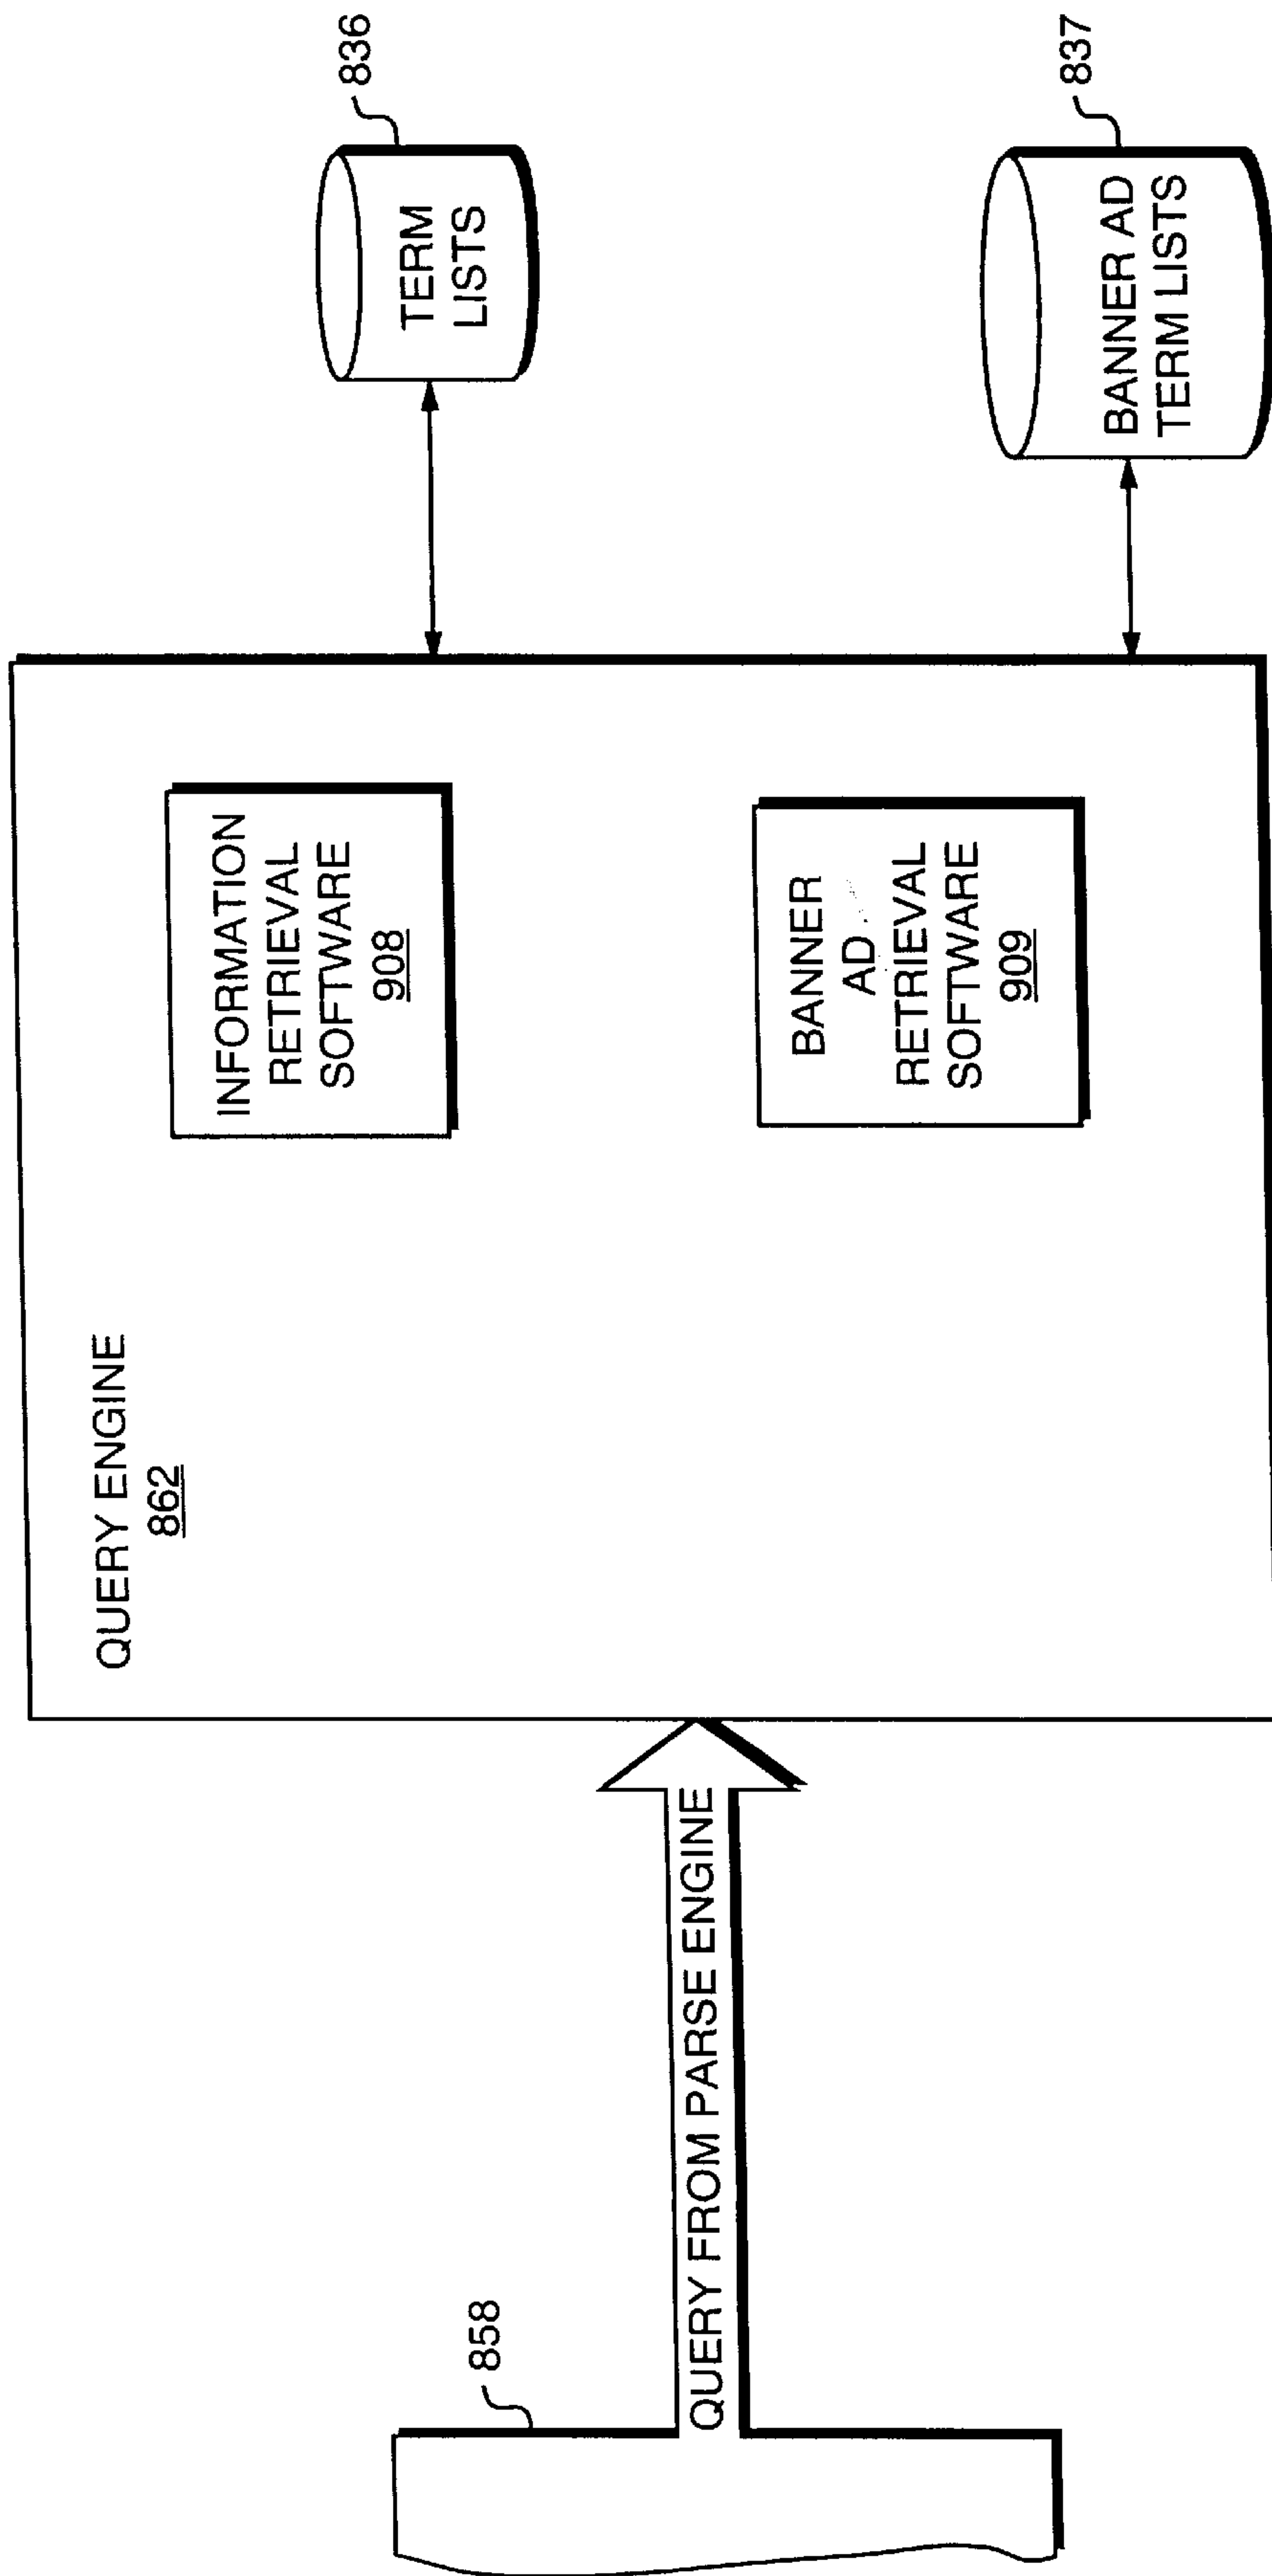 858
QUERY FROM PARSE ENGINE
QUERY ENGINE
862
INFORMATION
RETRIEVAL
SOFTWARE
908
BANNER
AD
RETRIEVAL
SOFTWARE
909
836
TERM
LISTS
837
BANNER AD
TERM LISTS